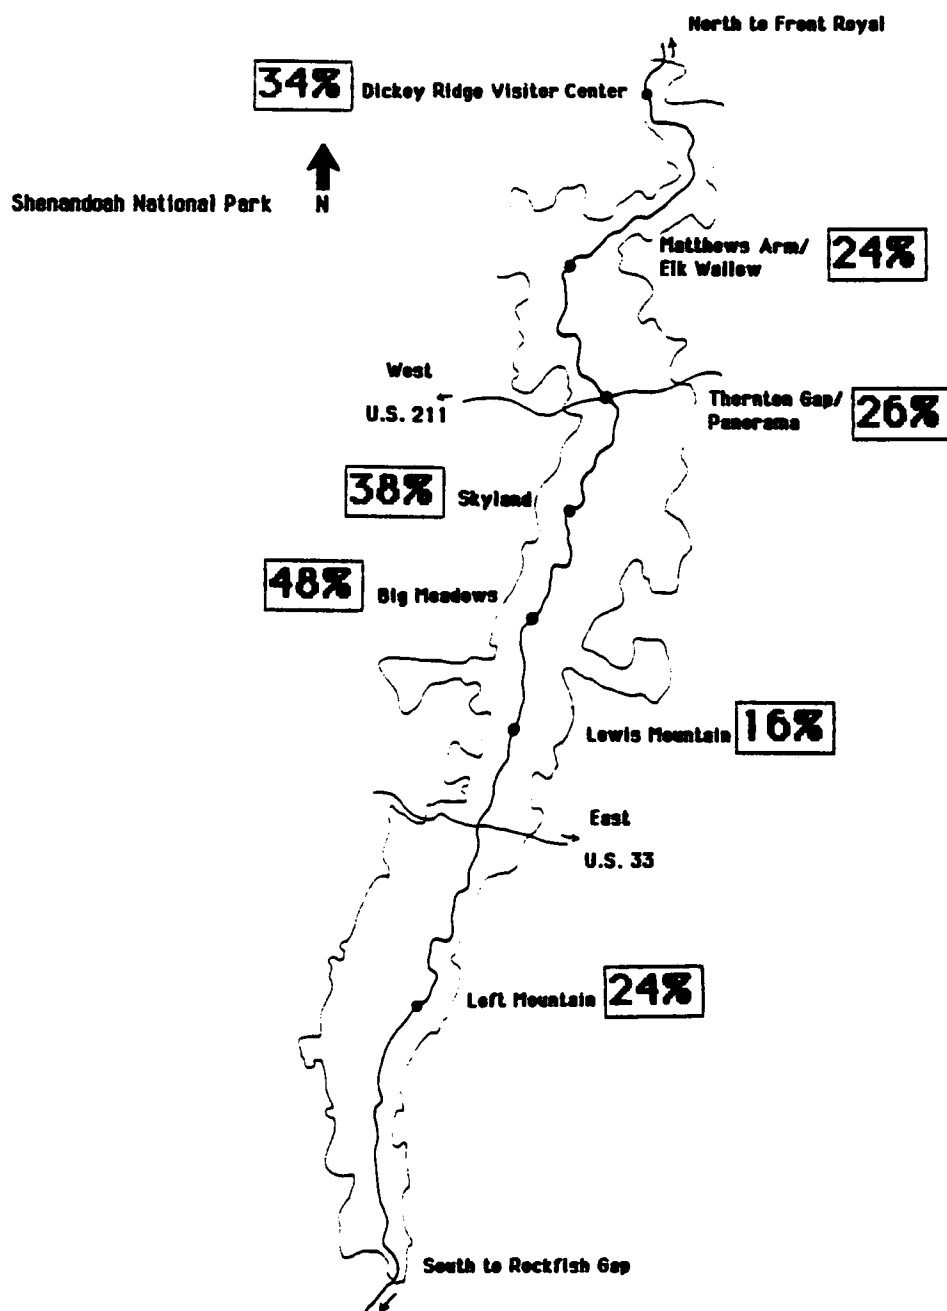 North to Front Royal
34% Dickey Ridge Visitor Center
Shenandoah National Park
N
Matthews Arm/
Elk Wallow
24%
West
U.S. 211
Thornton Gap/
Panorama
26%
38% Skyland
48% Big Meadows
Lewis Mountain 16%
East
U.S. 33
Loft Mountain 24%
South to Rockfish Gap